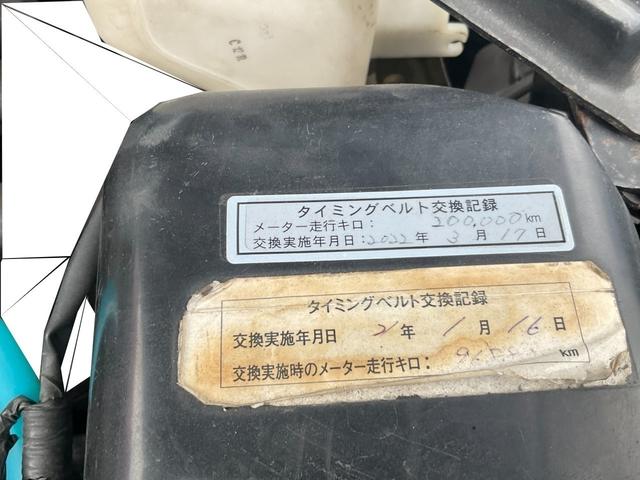 タイミングベルト交換記録
メーター走行キロ: 200,000km
交換実施年月日:2022年 3月 17日
タイミングベルト交換記録
交換実施年月日 21年 1月 16日
交換実施時のメーター走行キロ: km